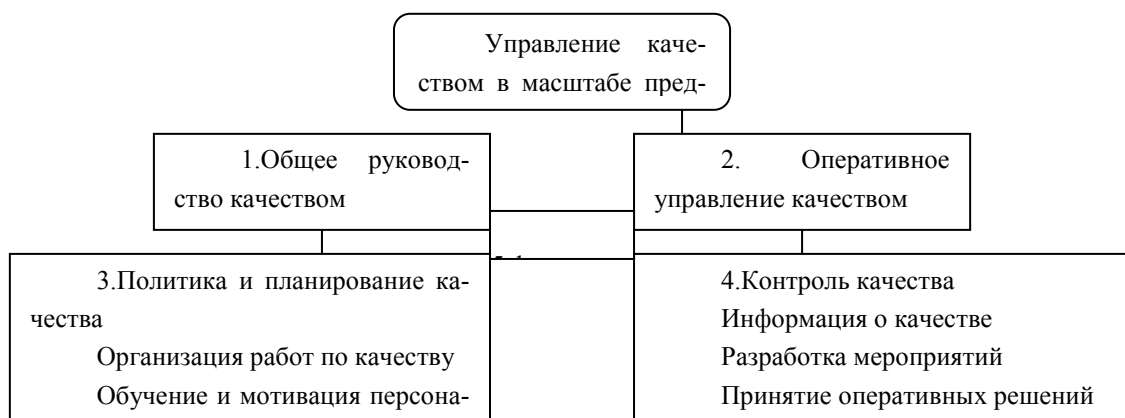 Управление каче-
ством в масштабе пред-
1.Общее руковод-
ство качеством
2. Оперативное
управление качеством
3.Политика и планирование ка-
чества
Организация работ по качеству
Обучение и мотивация персона-
4.Контроль качества
Информация о качестве
Разработка мероприятий
Принятие оперативных решений